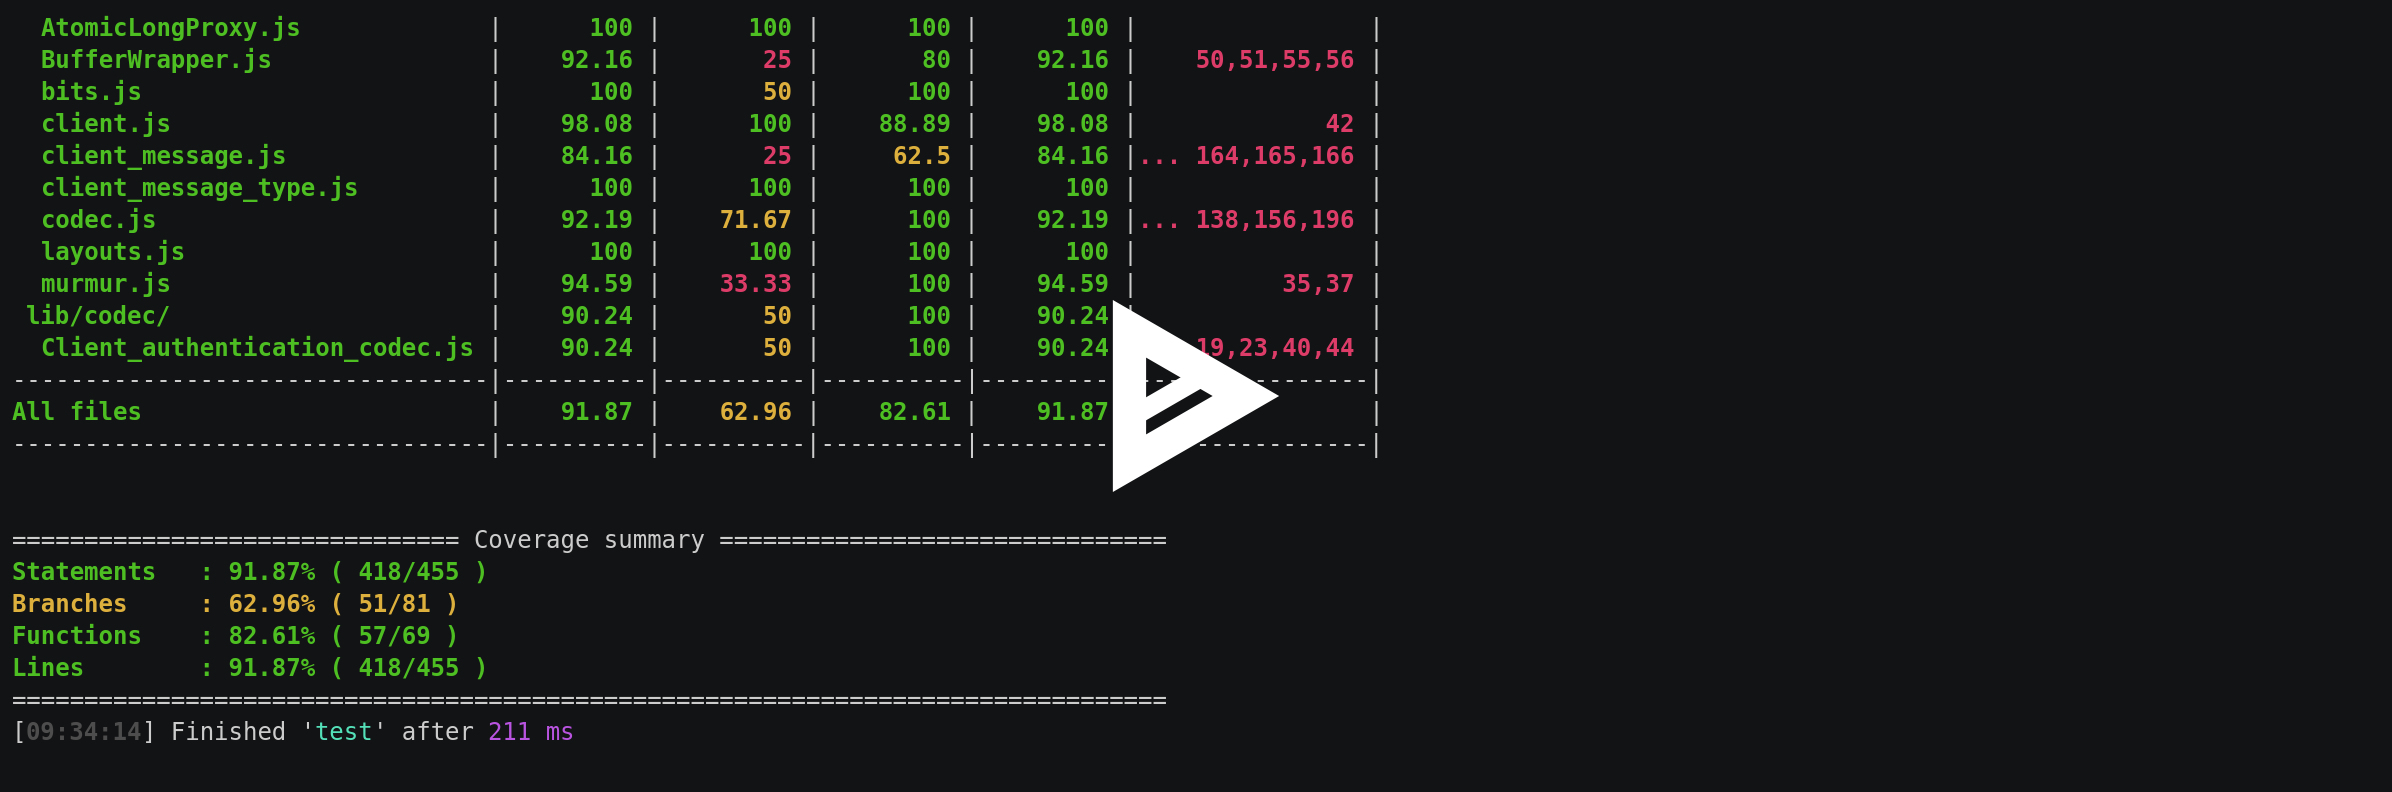 AtomicLongProxy.js | 100 | 100 | 100 | 100 | |
BufferWrapper.js | 92.16 | 25 | 80 | 92.16 | 50,51,55,56 |
bits.js | 100 | 50 | 100 | 100 | |
client.js | 98.08 | 100 | 88.89 | 98.08 | 42 |
client_message.js | 84.16 | 25 | 62.5 | 84.16 |... 164,165,166 |
client_message_type.js | 100 | 100 | 100 | 100 | |
codec.js | 92.19 | 71.67 | 100 | 92.19 |... 138,156,196 |
layouts.js | 100 | 100 | 100 | 100 | |
murmur.js | 94.59 | 33.33 | 100 | 94.59 | 35,37 |
lib/codec/ | 90.24 | 50 | 100 | 90.24 | |
Client_authentication_codec.js | 90.24 | 50 | 100 | 90.24 19,23,40,44 |
---------------------------------|----------|----------|----------|--------- ------------|
All files | 91.87 | 62.96 | 82.61 | 91.87 |
---------------------------------|----------|----------|----------|--------- ------------|
=============================== Coverage summary ===============================
Statements : 91.87% ( 418/455 )
Branches : 62.96% ( 51/81 )
Functions : 82.61% ( 57/69 )
Lines : 91.87% ( 418/455 )
================================================================================
[09:34:14] Finished 'test' after 211 ms